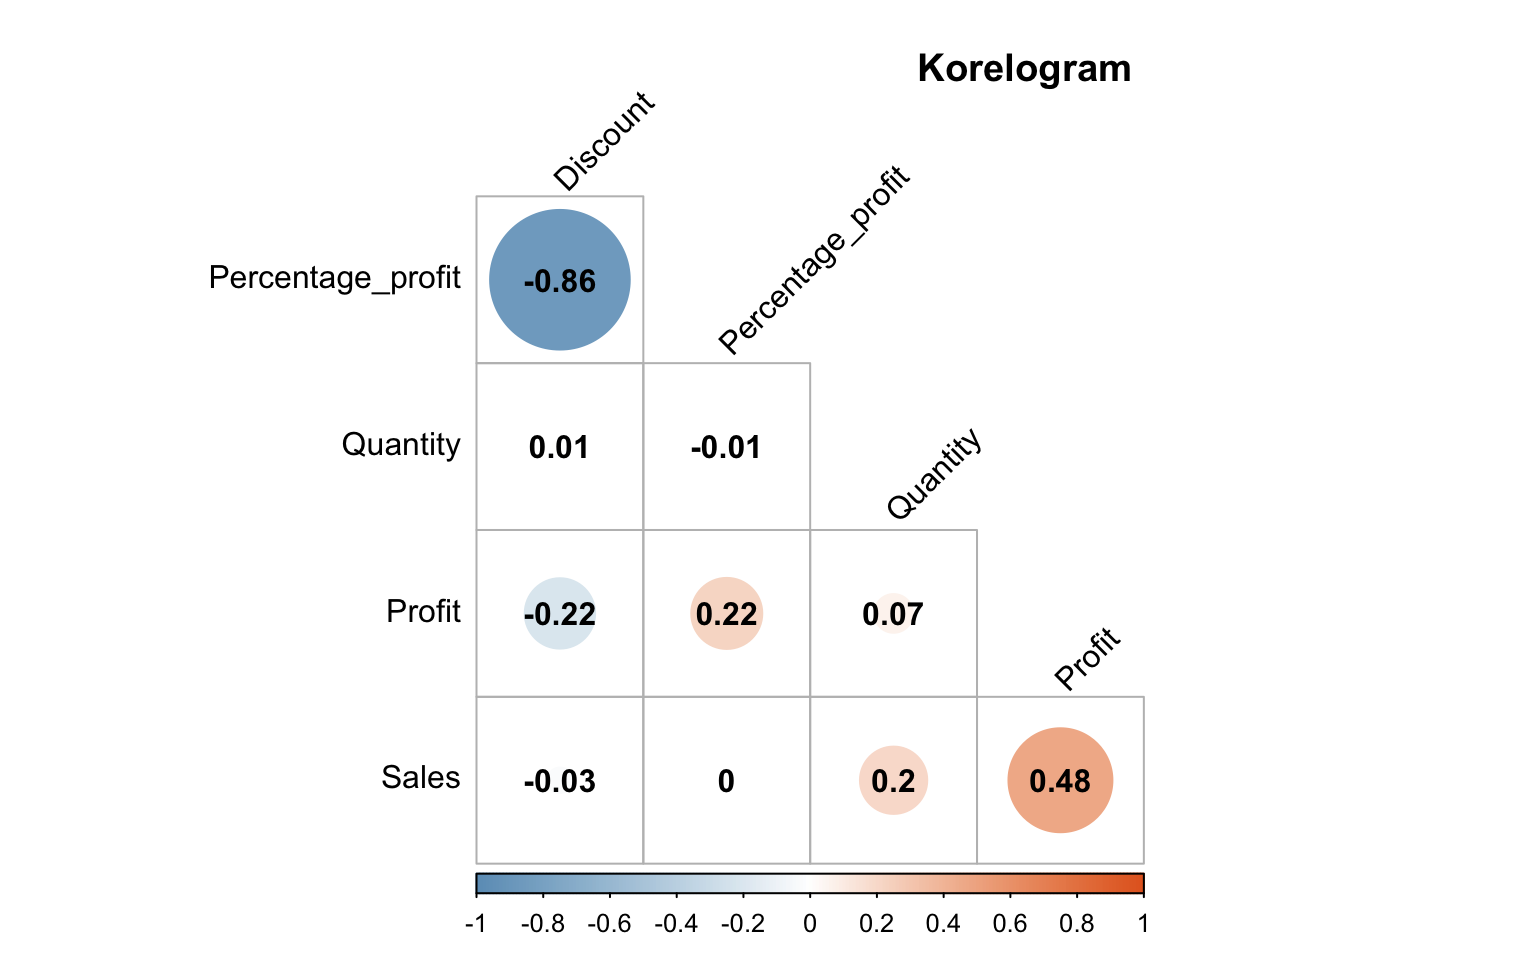 Korelogram
Discount
Percentage_profit
Quantity
Profit
Percentage_profit -0.86
Quantity 0.01 -0.01
Profit -0.22 0.22 0.07
Sales -0.03 0 0.2 0.48
-1 -0.8 -0.6 -0.4 -0.2 0 0.2 0.4 0.6 0.8 1